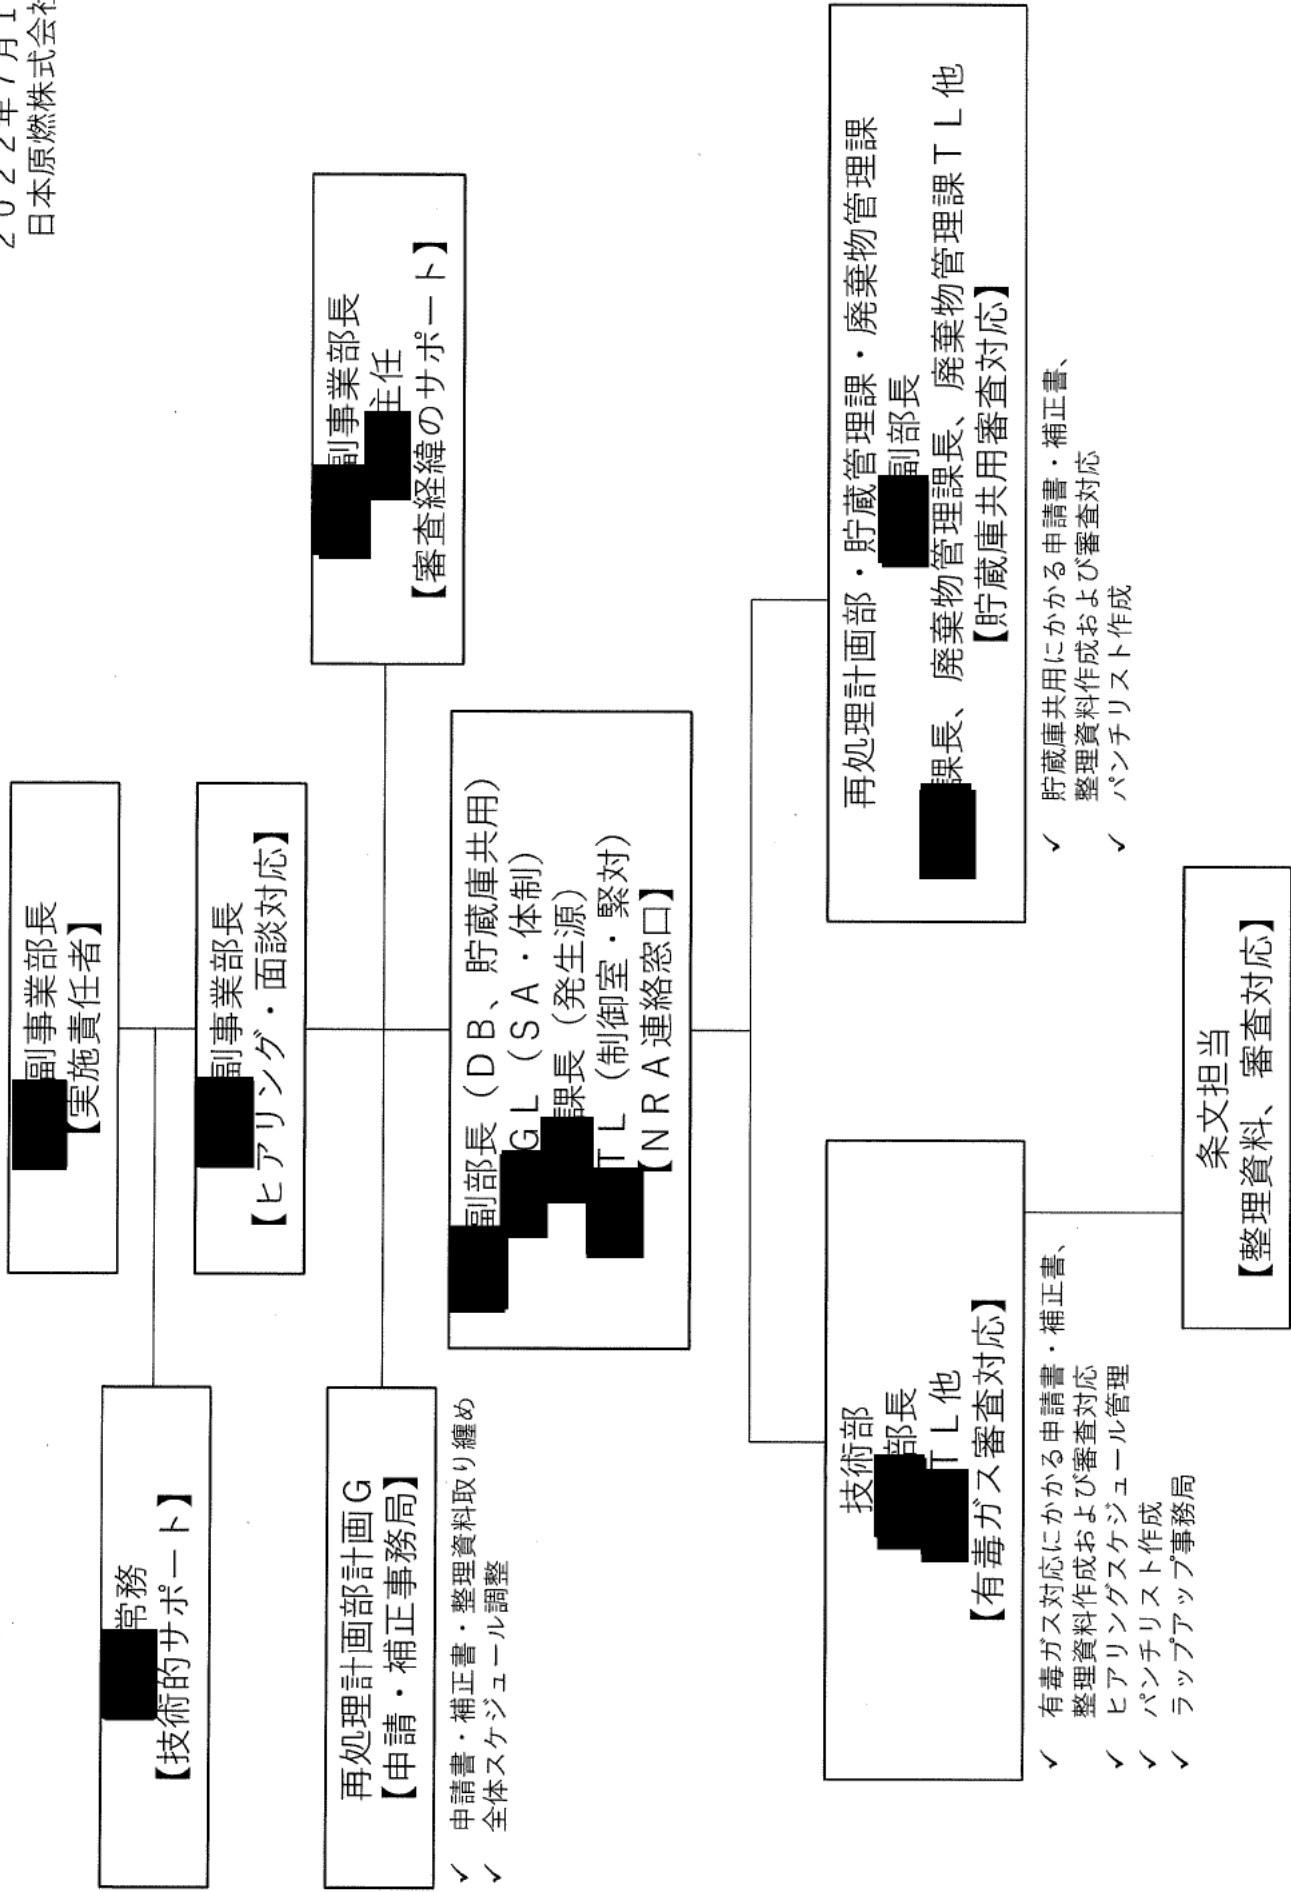 2022年7月1
日本原燃株式会社
副事業部長
【実施責任者】
常務
【技術的サポート】
副事業部長
【ヒアリング・面談対応】
副事業部長
主任
【審査経緯のサポート】
再処理計画部計画G
【申請・補正事務局】
✓ 申請書・補正書・整理資料取り纏め
✓ 全体スケジュール調整
副部長(DB、貯蔵庫共用)
GL(SA・体制)
課長(発生源)
TL(制御室・緊対)
【NRA連絡窓口】
技術部
部長
TL他
【有毒ガス審査対応】
✓ 有毒ガス対応にかかる申請書・補正書、
整理資料作成および審査対応
✓ ヒアリングスケジュール管理
✓ パンチリスト作成
✓ ラップアップ事務局
再処理計画部・貯蔵管理課・廃棄物管理課
副部長
課長、廃棄物管理課長、廃棄物管理課TL他
【貯蔵庫共用審査対応】
✓ 貯蔵庫共用にかかる申請書・補正書、
整理資料作成および審査対応
✓ パンチリスト作成
条文担当
【整理資料、審査対応】